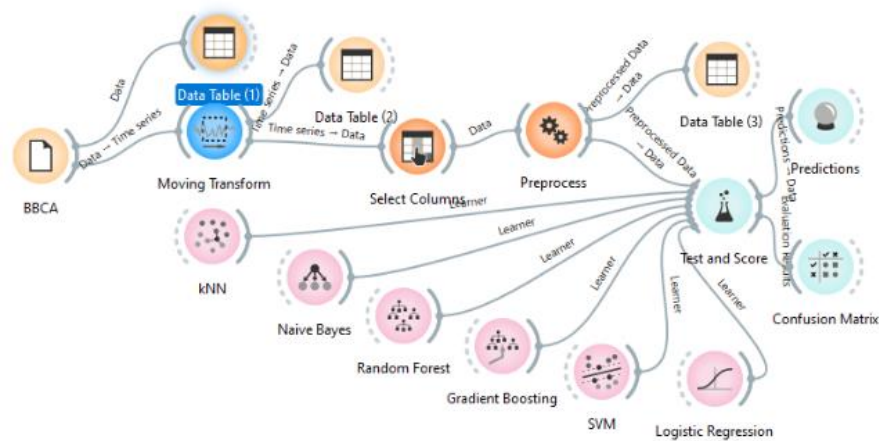 Data
Data Table (1)
Data → Time series
BBCA
Moving Transform
Time series → Data
Data Table (2)
Time series → Data
Select Columns
Data
Preprocess
Preprocessed Data
→ Data
Data Table (3)
Preprocessed Data
→ Data
Predictions → Data
Predictions
Test and Score
Evaluation Results
Confusion Matrix
Learner
kNN
Learner
Naive Bayes
Learner
Random Forest
Learner
Gradient Boosting
Learner
SVM
Learner
Logistic Regression